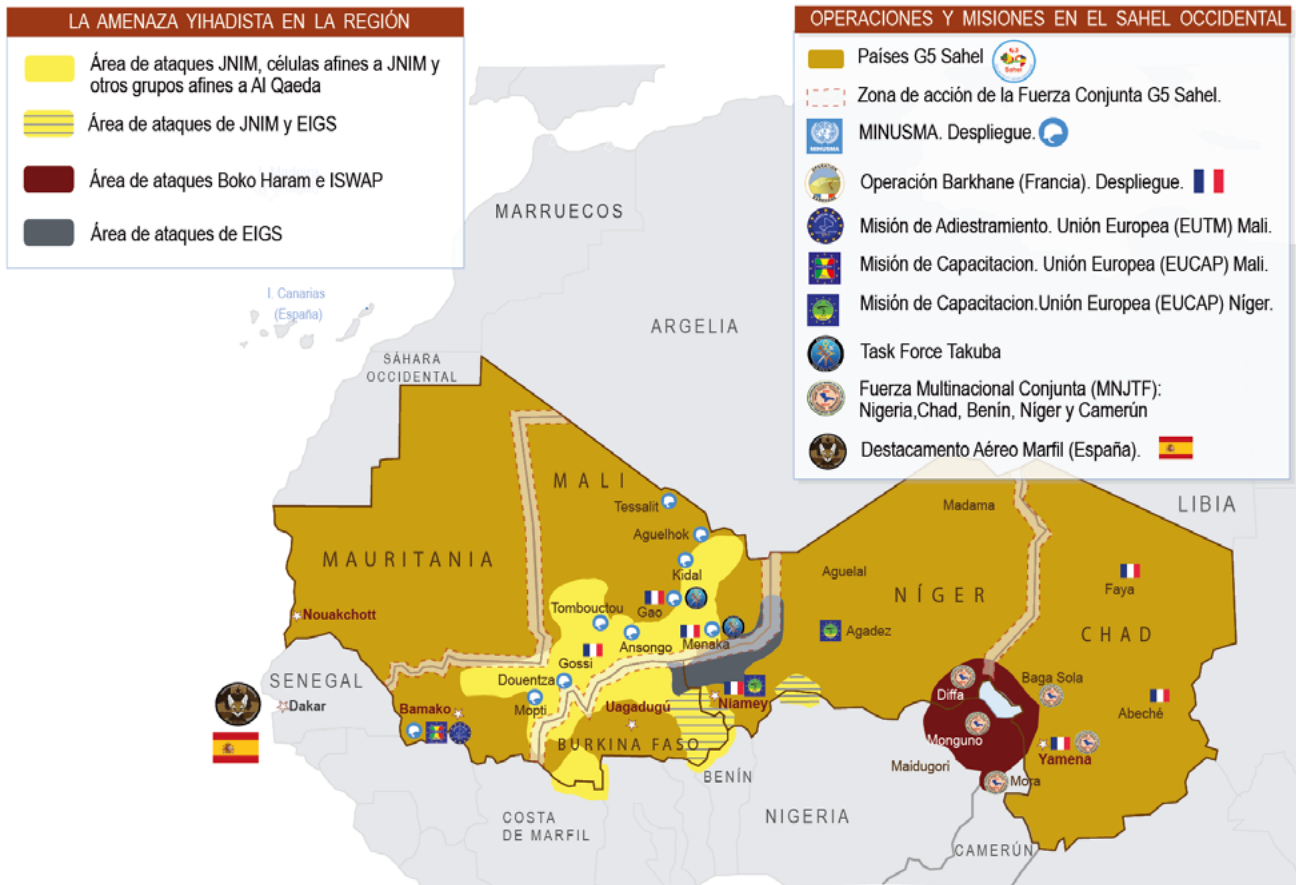 LA AMENAZA YIHADISTA EN LA REGIÓN
Área de ataques JNIM, células afines a JNIM y
otros grupos afines a Al Qaeda
Área de ataques de JNIM y EIGS
Área de ataques Boko Haram e ISWAP
Área de ataques de EIGS
OPERACIONES Y MISIONES EN EL SAHEL OCCIDENTAL
Países G5 Sahel
Sahel
Zona de acción de la Fuerza Conjunta G5 Sahel.
MINUSMA. Despliegue.
MINUSMA
Operación Barkhane (Francia). Despliegue.
Misión de Adiestramiento. Unión Europea (EUTM) Mali.
Misión de Capacitacion. Unión Europea (EUCAP) Mali.
Misión de Capacitacion.Unión Europea (EUCAP) Níger.
Task Force Takuba
Fuerza Multinacional Conjunta (MNJTF):
Nigeria,Chad, Benín, Níger y Camerún
Destacamento Aéreo Marfil (España).
MARRUECOS
I. Canarias
(España)
ARGELIA
SÁHARA
OCCIDENTAL
LIBIA
MALI
Tessalit
Madama
Aguelhok
MAURITANIA
Kidal
Aguelal
NÍGER
Faya
Nouakchott
Tombouctou
Gao
Agadez
CHAD
Ansongo
Menaka
Gossi
SENEGAL
Douentza
Dakar
Bamako
Mopti
Uagadugú
Niamey
Diffa
Baga Sola
Abeché
BURKINA FASO
Monguno
Yamena
Maidugori
BENÍN
Mora
COSTA
DE MARFIL
NIGERIA
CAMERÚN